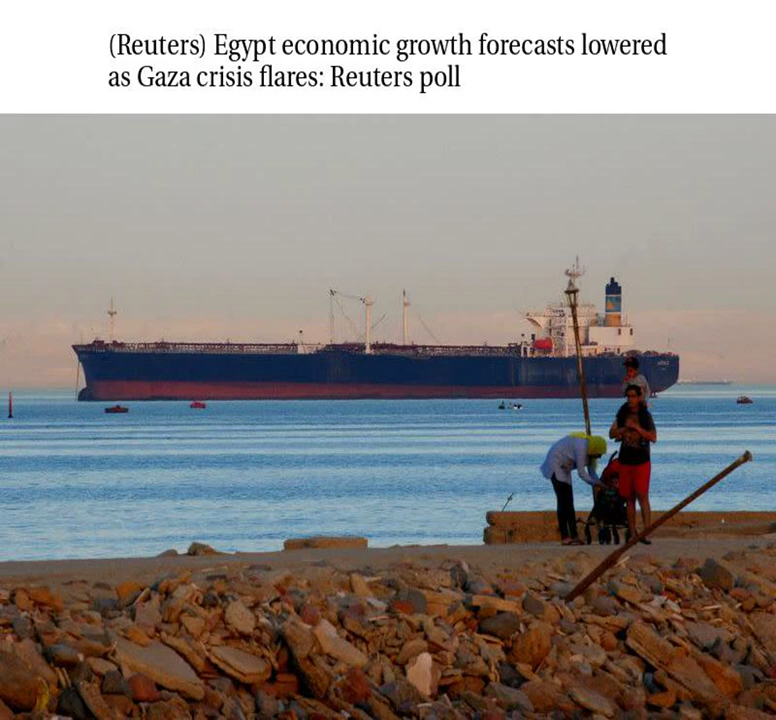 (Reuters) Egypt economic growth forecasts lowered
as Gaza crisis flares: Reuters poll